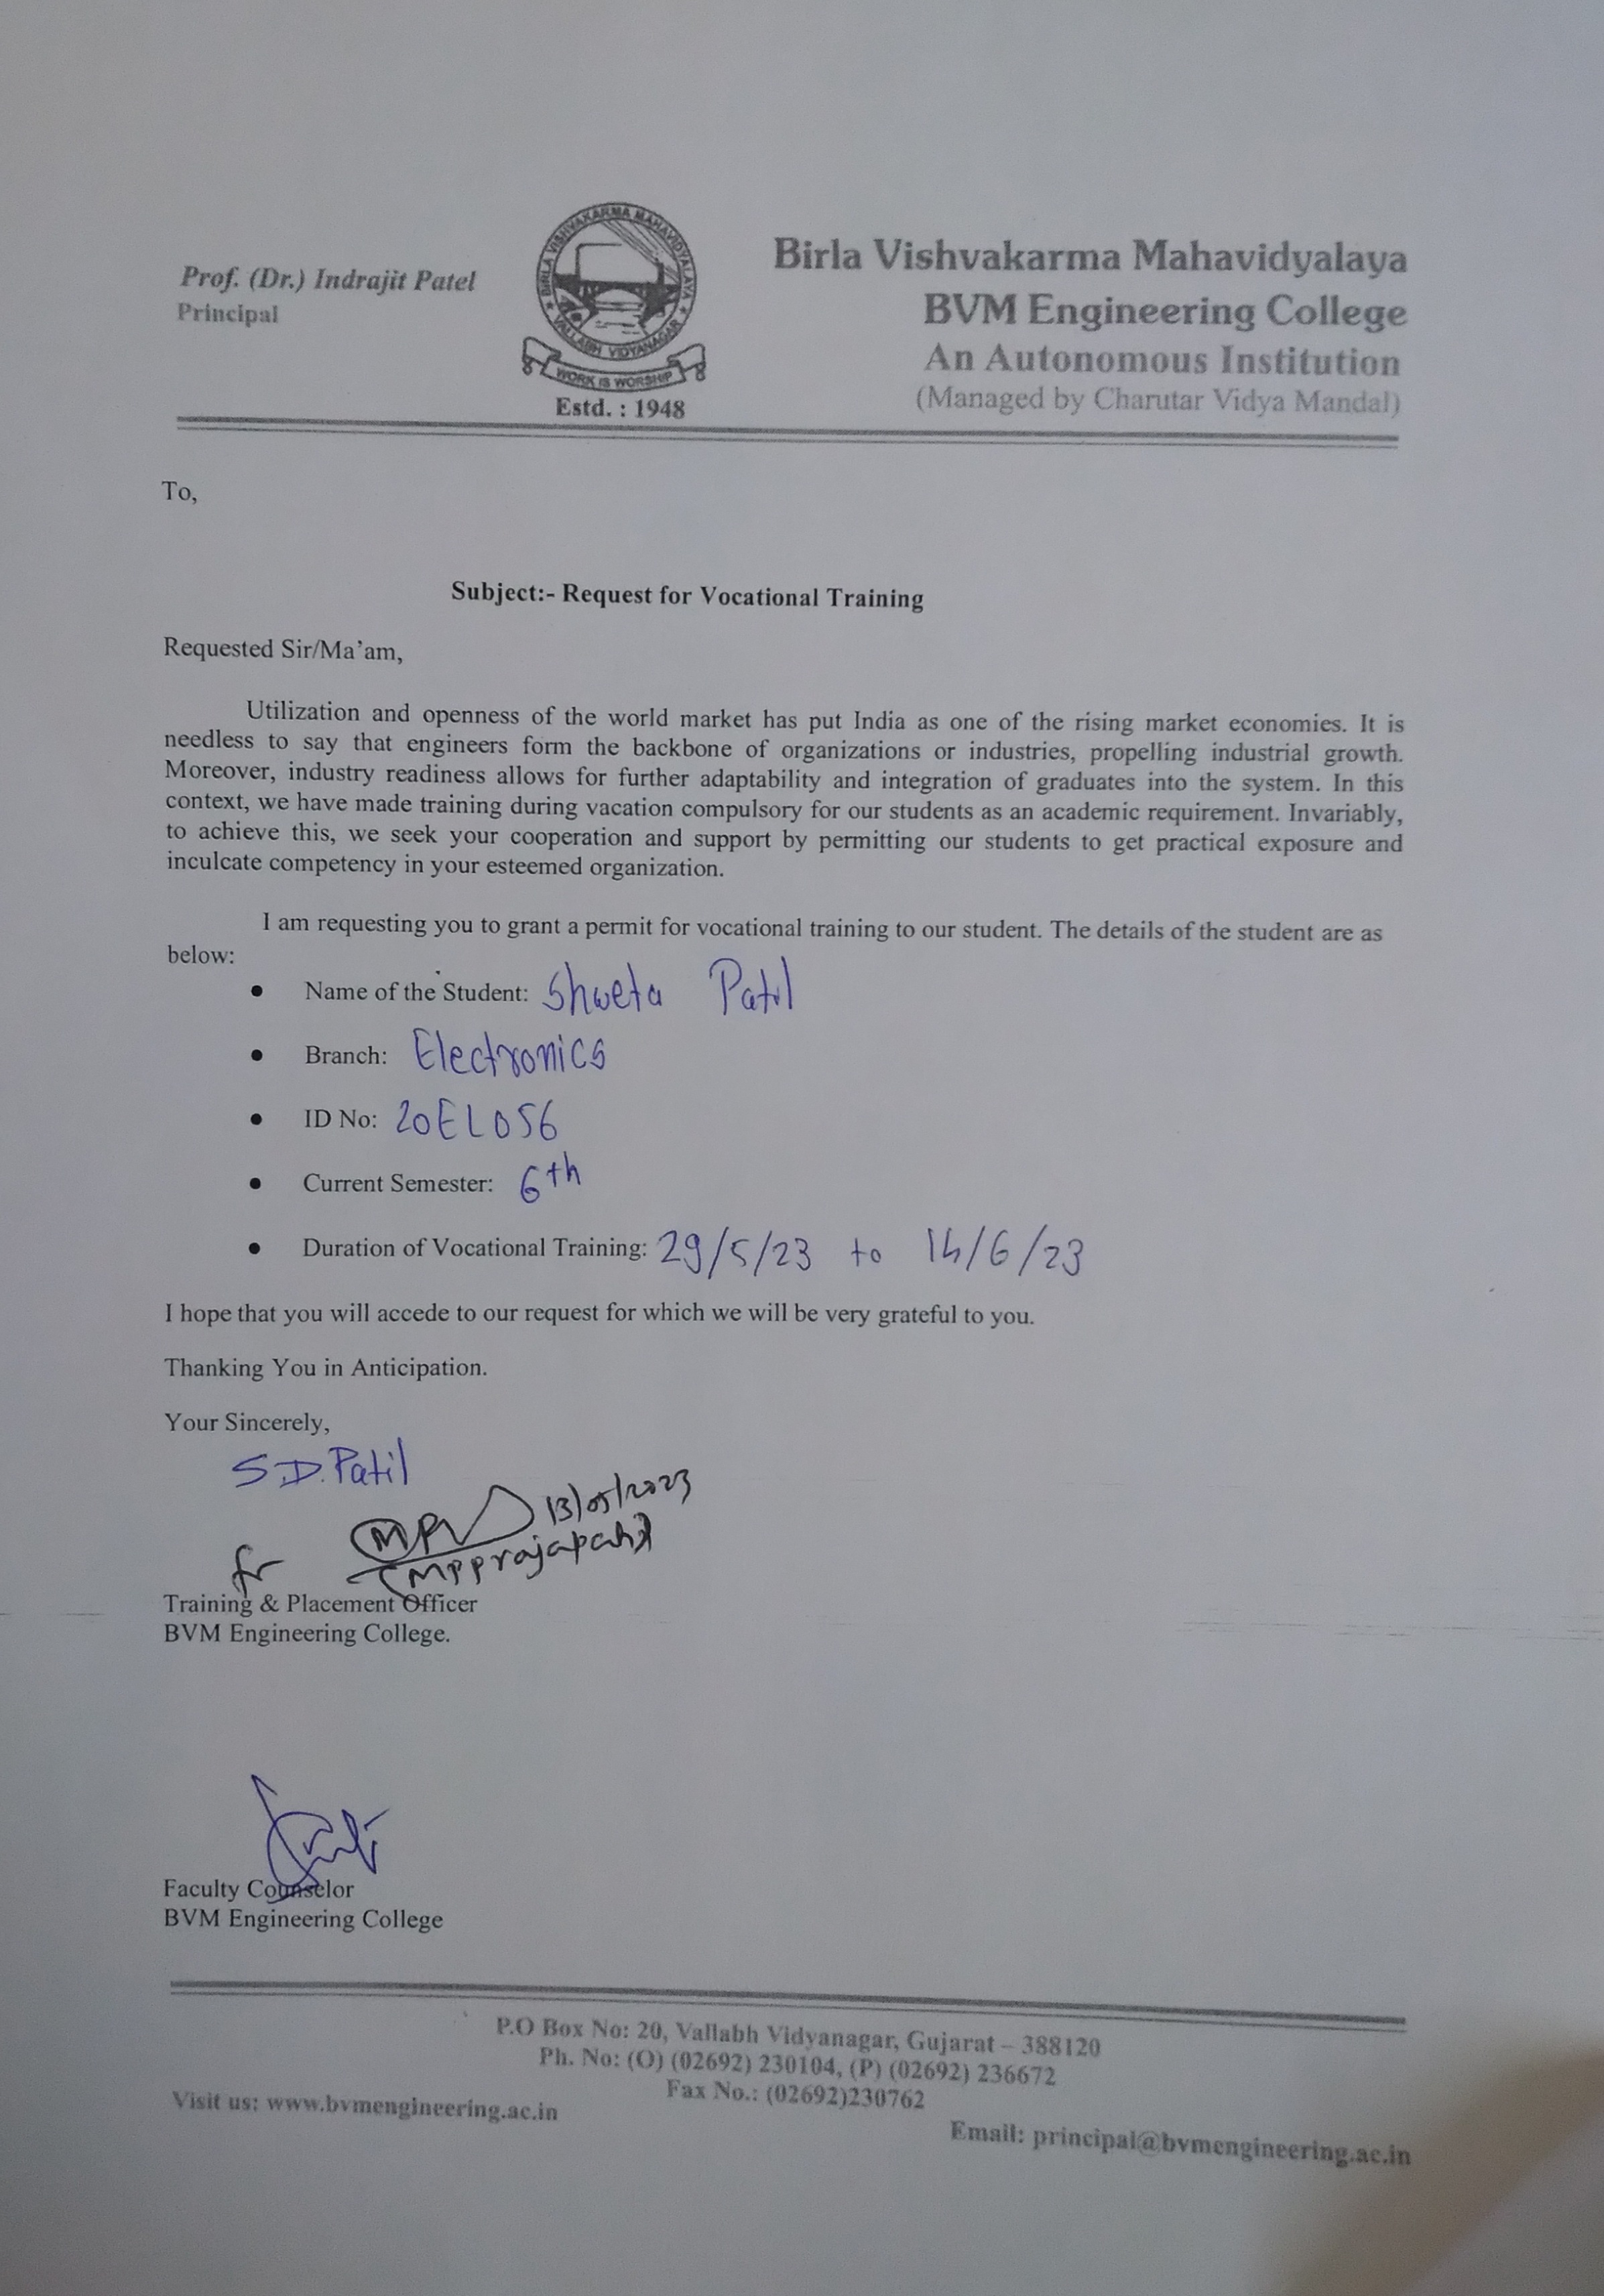 Prof. (Dr.) Indrajit Patel
Principal
BIRLA VISHVAKARMA MAHAVIDYALAYA
VALLABH VIDYANAGAR
WORK IS WORSHIP
Estd. : 1948
Birla Vishvakarma Mahavidyalaya
BVM Engineering College
An Autonomous Institution
(Managed by Charutar Vidya Mandal)
To,
Subject:- Request for Vocational Training
Requested Sir/Ma’am,
Utilization and openness of the world market has put India as one of the rising market economies. It is
needless to say that engineers form the backbone of organizations or industries, propelling industrial growth.
Moreover, industry readiness allows for further adaptability and integration of graduates into the system. In this
context, we have made training during vacation compulsory for our students as an academic requirement. Invariably,
to achieve this, we seek your cooperation and support by permitting our students to get practical exposure and
inculcate competency in your esteemed organization.
I am requesting you to grant a permit for vocational training to our student. The details of the student are as
below:
• Name of the Student: Shweta Patil
• Branch: Electronics
• ID No: 20EL056
• Current Semester: 6th
• Duration of Vocational Training: 29/5/23 to 14/6/23
I hope that you will accede to our request for which we will be very grateful to you.
Thanking You in Anticipation.
Your Sincerely,
S.D.Patil
13/05/2023
for (MPPrajapati)
Training & Placement Officer
BVM Engineering College.
Faculty Counselor
BVM Engineering College
P.O Box No: 20, Vallabh Vidyanagar, Gujarat – 388120
Ph. No: (O) (02692) 230104, (P) (02692) 236672
Fax No.: (02692)230762
Visit us: www.bvmengineering.ac.in
Email: principal@bvmengineering.ac.in